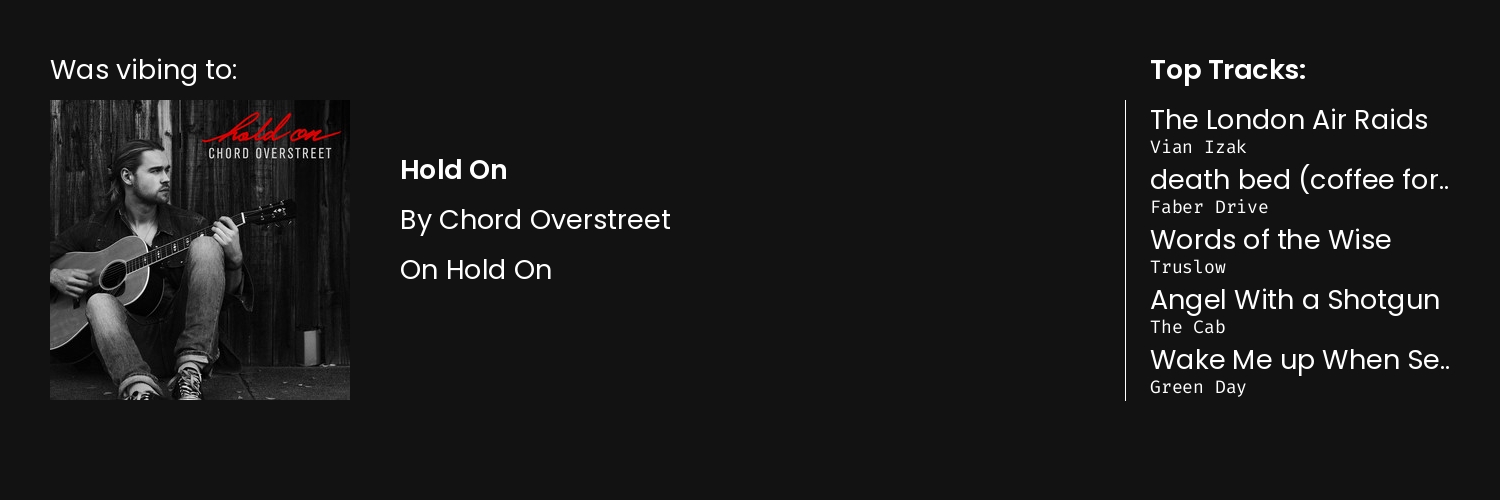 Was vibing to:
hold on
CHORD OVERSTREET
Hold On
By Chord Overstreet
On Hold On
Top Tracks:
The London Air Raids
Vian Izak
death bed (coffee for..
Faber Drive
Words of the Wise
Truslow
Angel With a Shotgun
The Cab
Wake Me up When Se..
Green Day